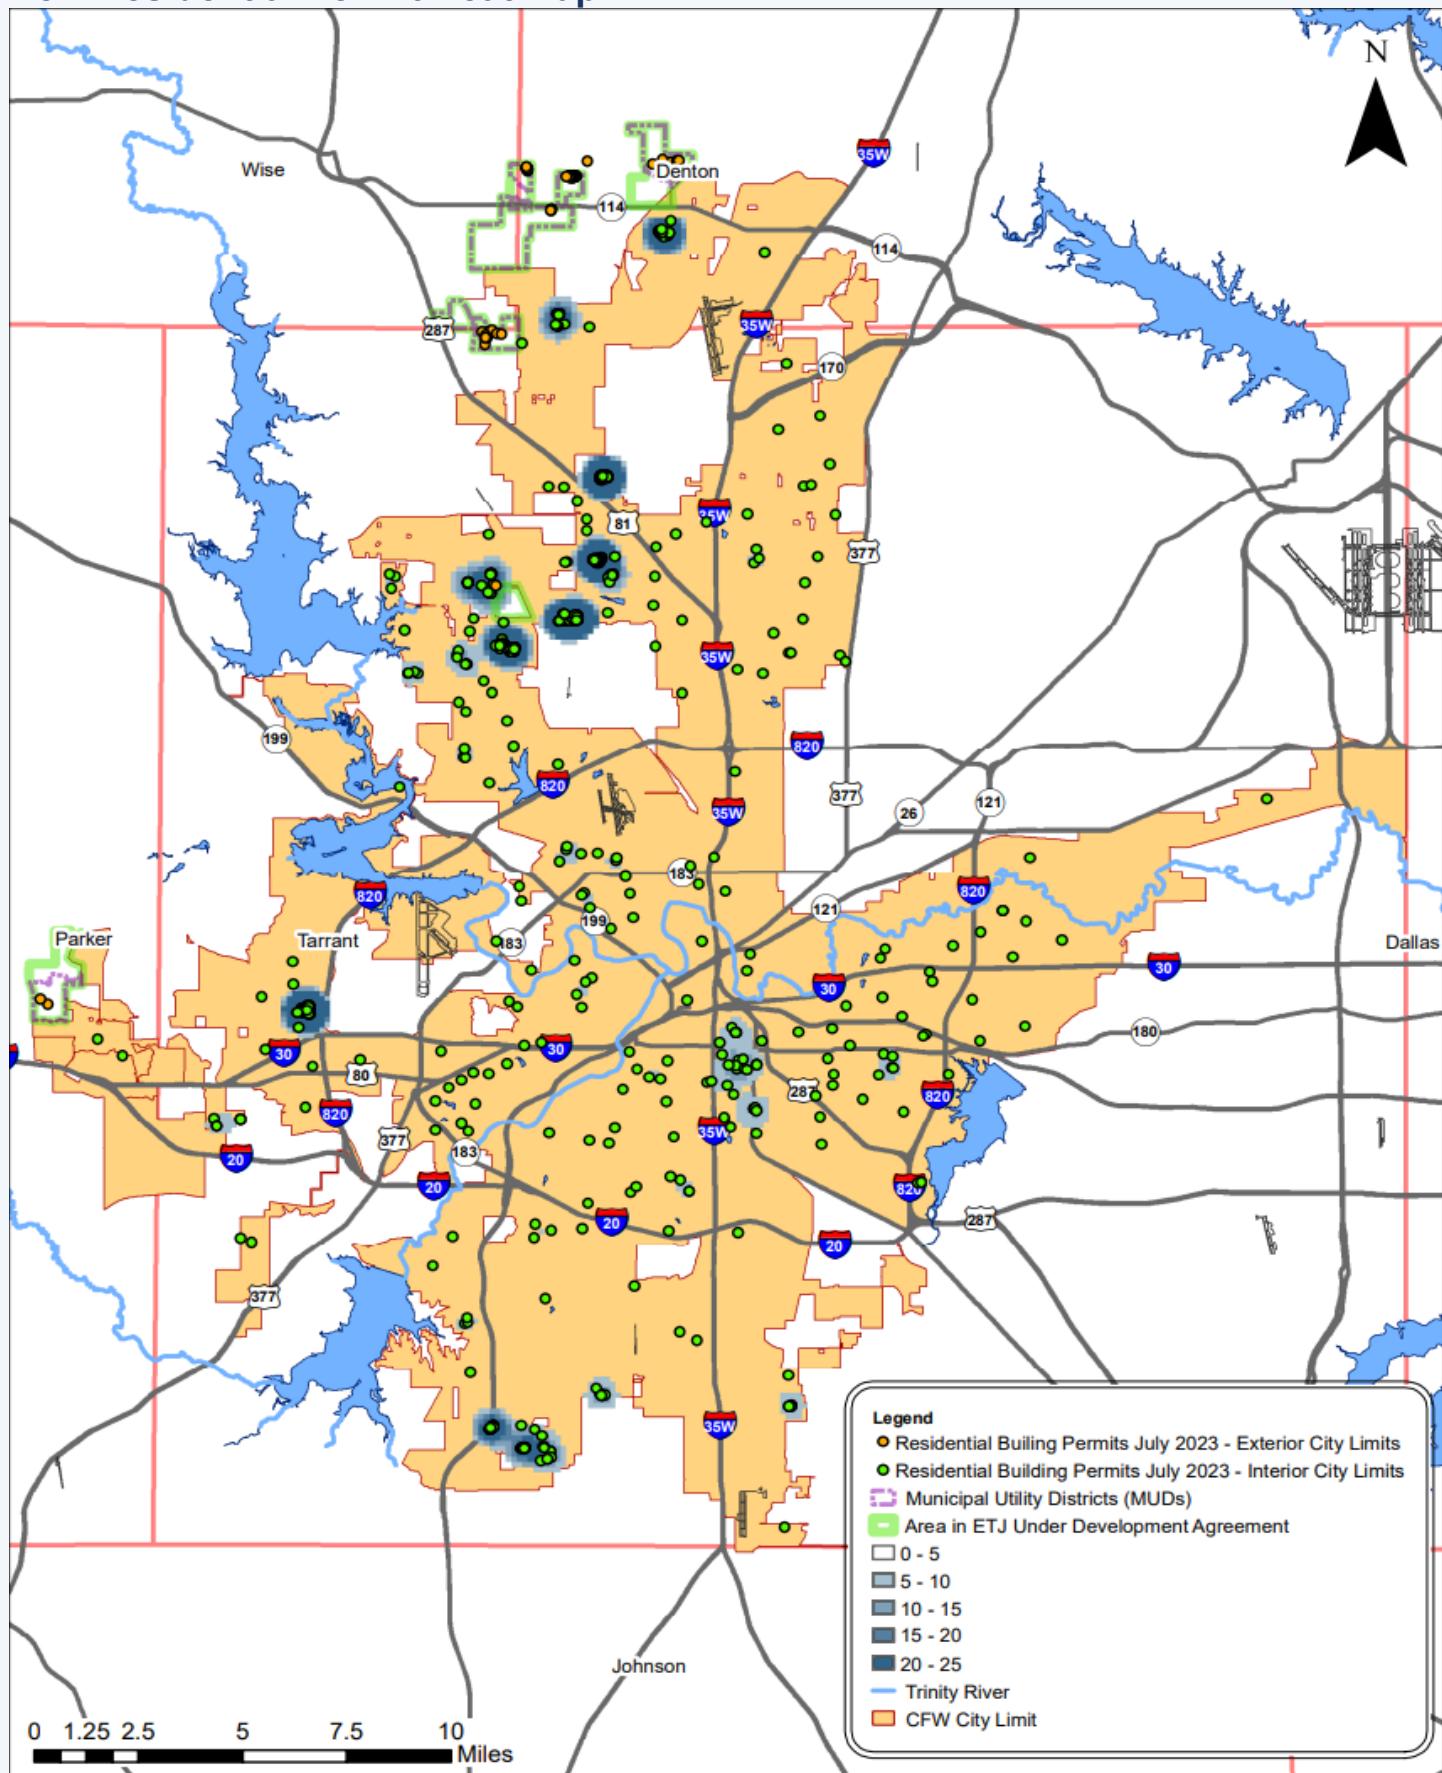 N
35W
Wise
Denton
114
114
287
35W
170
35W
81
377
35W
199
820
820
377
35W
26
121
183
820
820
121
199
Parker
Tarrant
183
Dallas
30
30
180
30
30
80
287
820
820
35W
377
183
20
20
820
287
20
20
377
35W
Legend
Residential Builing Permits July 2023 - Exterior City Limits
Residential Building Permits July 2023 - Interior City Limits
Municipal Utility Districts (MUDs)
Area in ETJ Under Development Agreement
0 - 5
5 - 10
10 - 15
15 - 20
20 - 25
Trinity River
CFW City Limit
Johnson
0 1.25 2.5 5 7.5 10
Miles